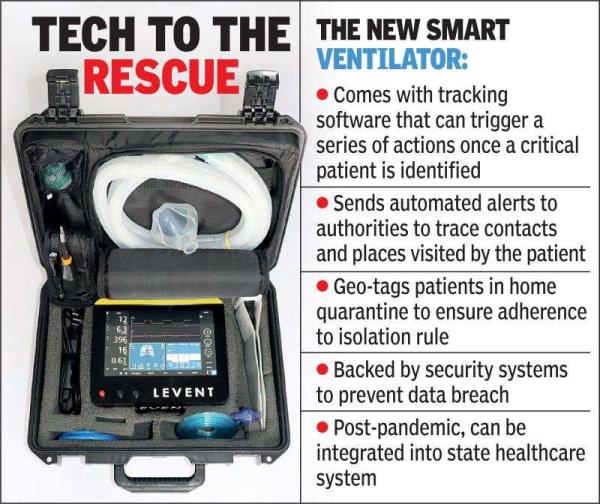 TECH TO THE
RESCUE
THE NEW SMART
VENTILATOR:
● Comes with tracking
software that can trigger a
series of actions once a critical
patient is identified
● Sends automated alerts to
authorities to trace contacts
and places visited by the patient
● Geo-tags patients in home
quarantine to ensure adherence
to isolation rule
● Backed by security systems
to prevent data breach
● Post-pandemic, can be
integrated into state healthcare
system
12
6.3
396
16
0.61
LEVENT